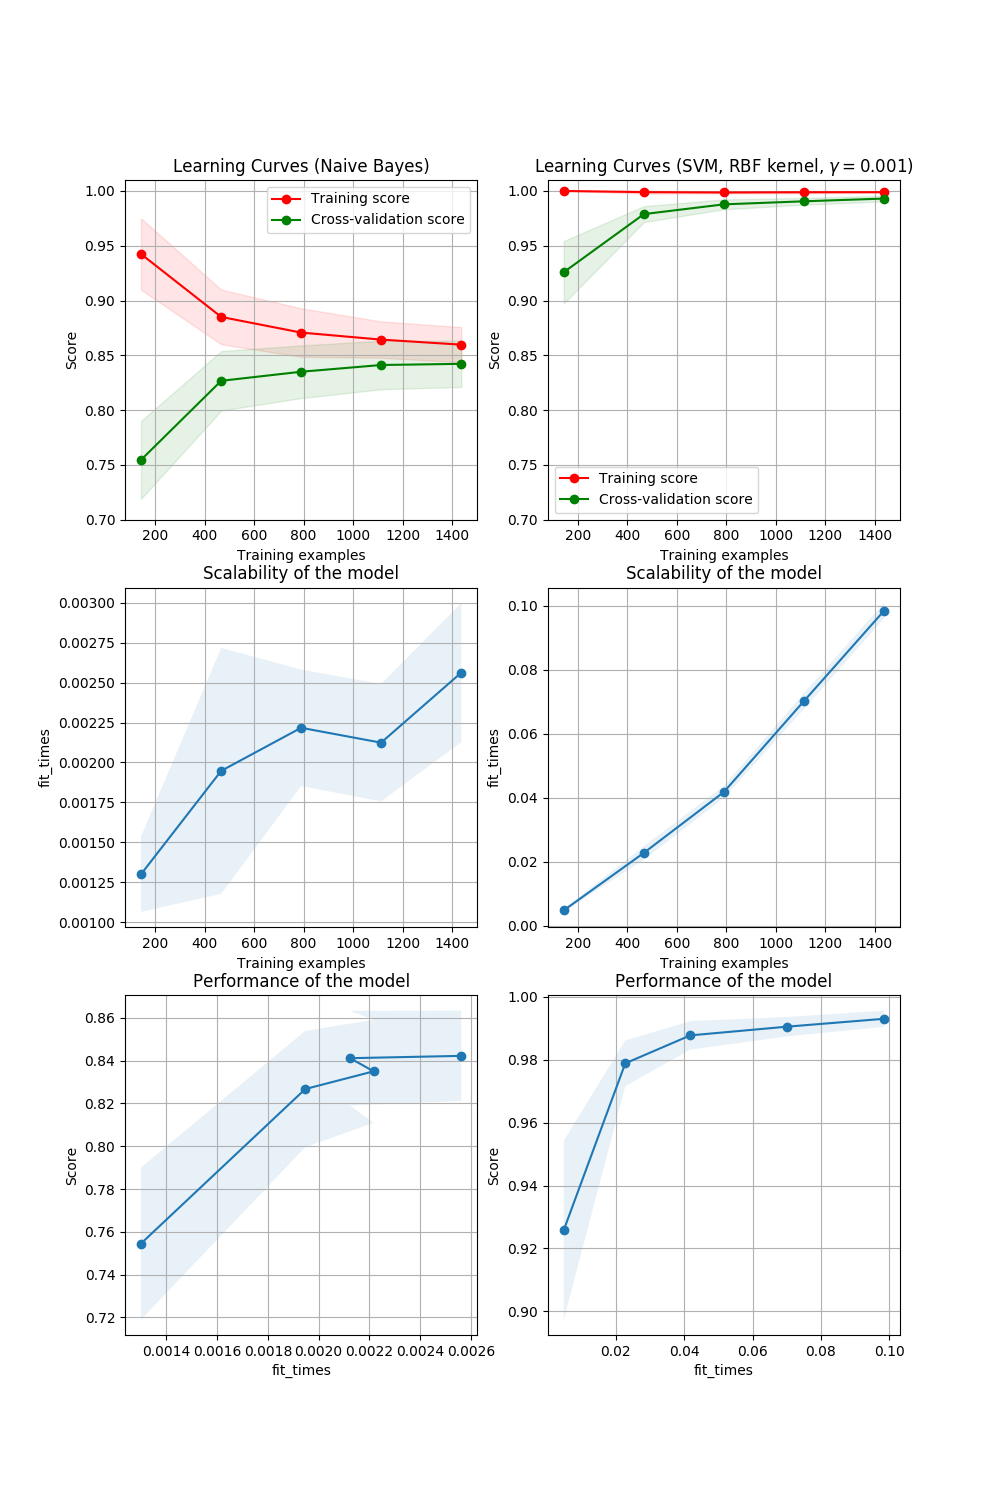 Learning Curves (Naive Bayes)
1.00
0.95
0.90
0.85
0.80
0.75
0.70
Score
Training score
Cross-validation score
200 400 600 800 1000 1200 1400
Training examples
Learning Curves (SVM, RBF kernel, γ = 0.001)
1.00
0.95
0.90
0.85
0.80
0.75
0.70
Score
Training score
Cross-validation score
200 400 600 800 1000 1200 1400
Training examples
Scalability of the model
0.00300
0.00275
0.00250
0.00225
0.00200
0.00175
0.00150
0.00125
0.00100
fit_times
200 400 600 800 1000 1200 1400
Training examples
Scalability of the model
0.10
0.08
0.06
0.04
0.02
0.00
fit_times
200 400 600 800 1000 1200 1400
Training examples
Performance of the model
0.86
0.84
0.82
0.80
0.78
0.76
0.74
0.72
Score
0.0014 0.0016 0.0018 0.0020 0.0022 0.0024 0.0026
fit_times
Performance of the model
1.00
0.98
0.96
0.94
0.92
0.90
Score
0.02 0.04 0.06 0.08 0.10
fit_times